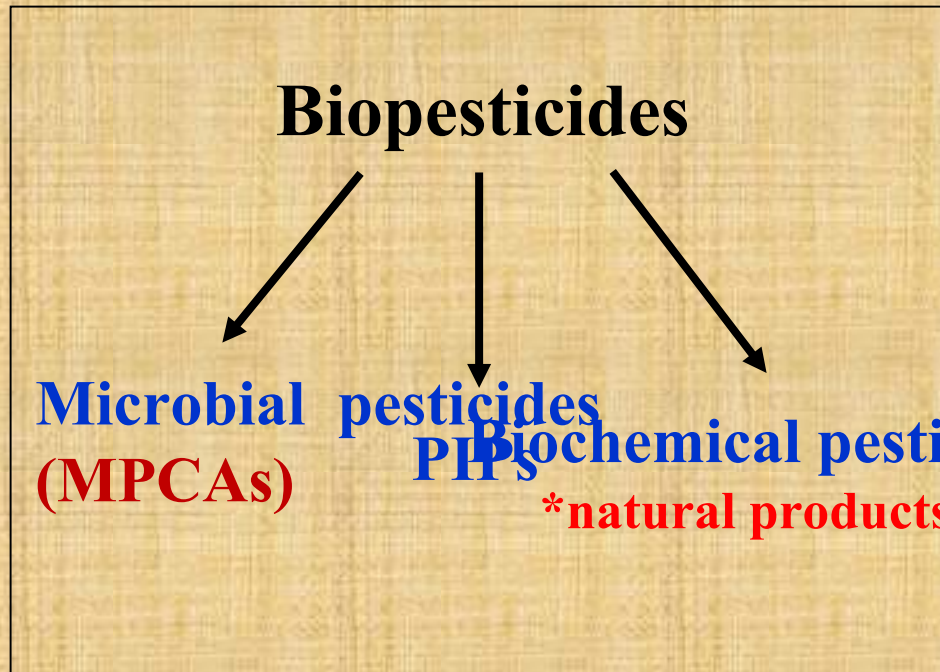 Biopesticides
Microbial pesticides
(MPCAs)
PIPs
Biochemical pesti
*natural products